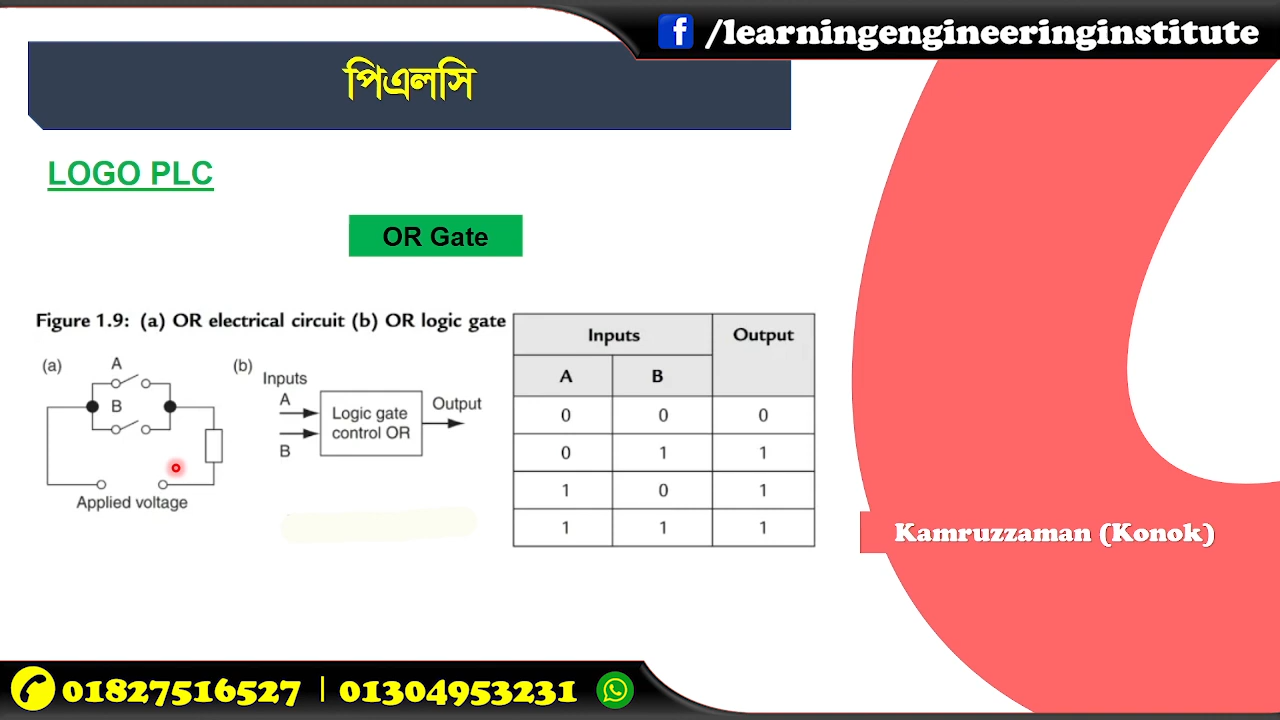 /learningengineeringinstitute
পিএলসি
LOGO PLC
OR Gate
Figure 1.9: (a) OR electrical circuit (b) OR logic gate
(a)
A
B
Applied voltage
(b)
Inputs
A
B
Logic gate
control OR
Output
Inputs Output
A B
0 0 0
0 1 1
1 0 1
1 1 1
Kamruzzaman (Konok)
01827516527 | 01304953231